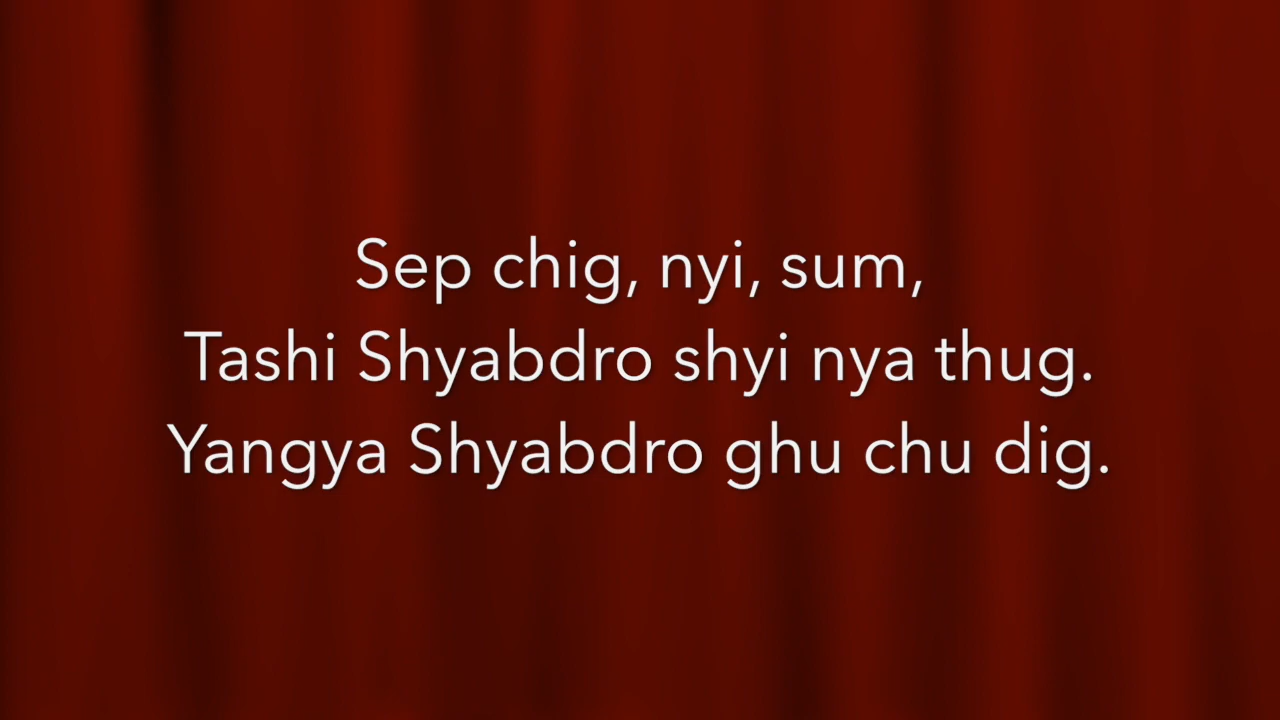 Sep chig, nyi, sum,
Tashi Shyabdro shyi nya thug.
Yangya Shyabdro ghu chu dig.